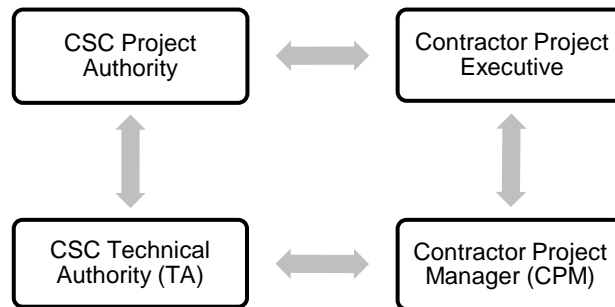 CSC Project
Authority
Contractor Project
Executive
CSC Technical
Authority (TA)
Contractor Project
Manager (CPM)